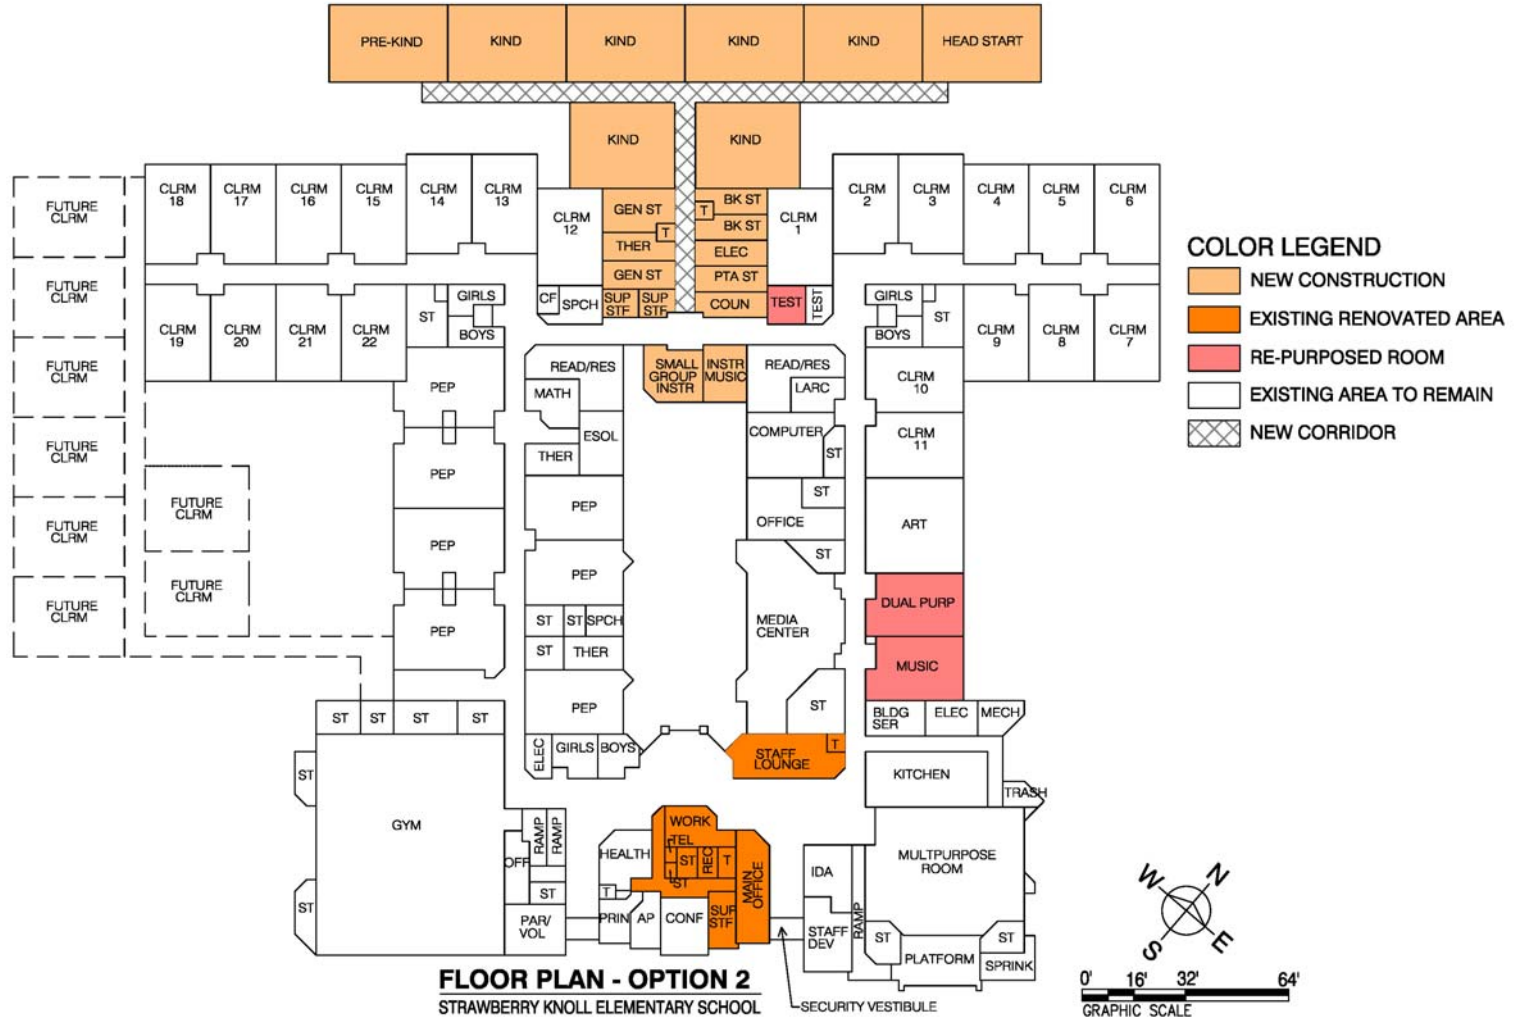 PRE-KIND
KIND
KIND
KIND
KIND
HEAD START
KIND
KIND
FUTURE
CLRM
CLRM
18
CLRM
17
CLRM
16
CLRM
15
CLRM
14
CLRM
13
CLRM
12
GEN ST
T
THER
GEN ST
SUP
STF
SUP
STF
T
BK ST
BK ST
ELEC
PTA ST
COUN
CLRM
1
CLRM
2
CLRM
3
CLRM
4
CLRM
5
CLRM
6
COLOR LEGEND
NEW CONSTRUCTION
EXISTING RENOVATED AREA
RE-PURPOSED ROOM
EXISTING AREA TO REMAIN
NEW CORRIDOR
FUTURE
CLRM
CLRM
19
CLRM
20
CLRM
21
CLRM
22
ST
GIRLS
BOYS
CF
SPCH
TEST
TEST
GIRLS
BOYS
ST
CLRM
9
CLRM
8
CLRM
7
FUTURE
CLRM
PEP
READ/RES
MATH
ESOL
THER
SMALL
GROUP
INSTR
INSTR
MUSIC
READ/RES
LARC
COMPUTER
ST
CLRM
10
CLRM
11
FUTURE
CLRM
FUTURE
CLRM
PEP
PEP
ST
OFFICE
ST
ART
FUTURE
CLRM
PEP
PEP
FUTURE
CLRM
FUTURE
CLRM
PEP
ST
ST
SPCH
ST
THER
MEDIA
CENTER
DUAL PURP
MUSIC
ST
ST
ST
ST
PEP
ST
BLDG
SER
ELEC
MECH
ELEC
GIRLS
BOYS
STAFF
LOUNGE
T
KITCHEN
TRASH
ST
GYM
ST
OFF
RAMP
RAMP
ST
PAR/
VOL
HEALTH
T
PRIN
AP
CONF
WORK
TEL
ST
REC
T
ST
SUP
STF
MAIN
OFFICE
IDA
STAFF
DEV
RAMP
MULTPURPOSE
ROOM
ST
PLATFORM
ST
SPRINK
W
N
S
E
FLOOR PLAN - OPTION 2
STRAWBERRY KNOLL ELEMENTARY SCHOOL
SECURITY VESTIBULE
0' 16' 32' 64'
GRAPHIC SCALE